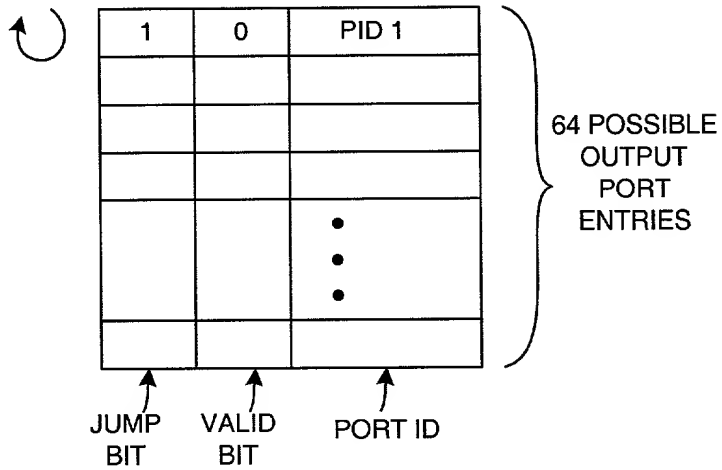 1 0 PID 1
64 POSSIBLE
OUTPUT
PORT
ENTRIES
JUMP
BIT
VALID
BIT
PORT ID